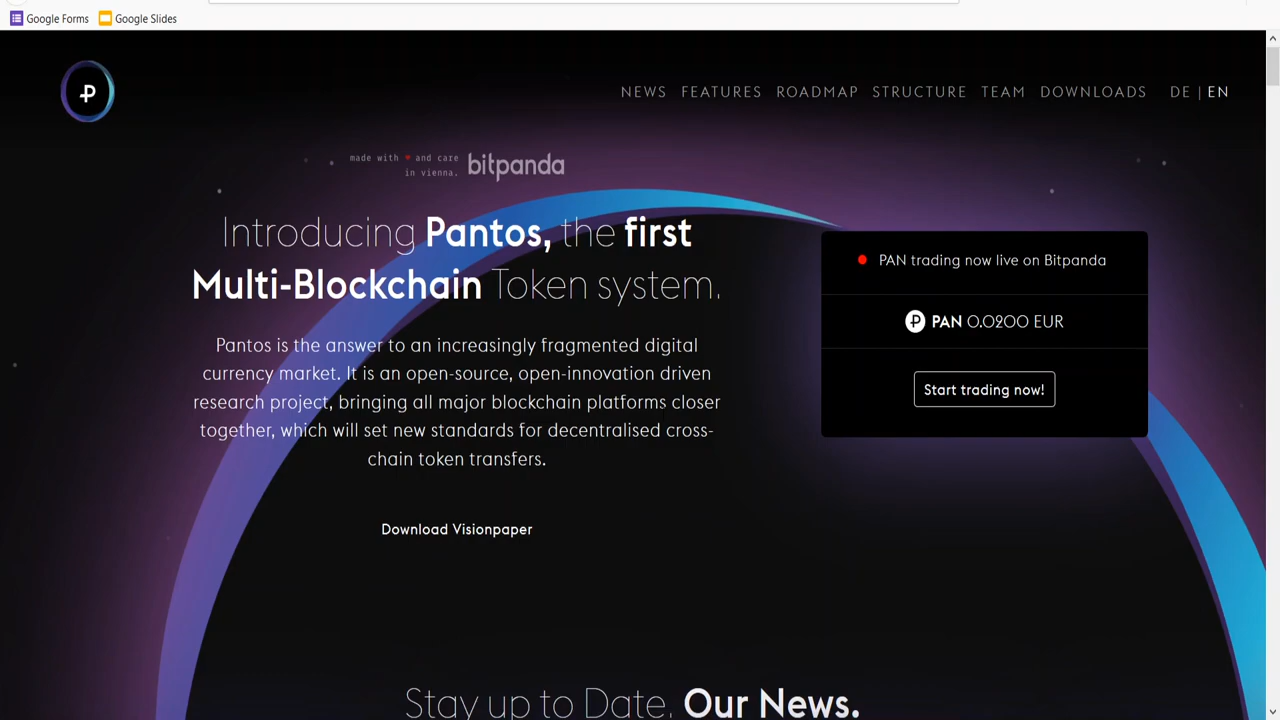 Google Forms
Google Slides
NEWS FEATURES ROADMAP STRUCTURE TEAM DOWNLOADS DE | EN
made with ♥ and care
in vienna.
bitpanda
Introducing Pantos, the first
Multi-Blockchain Token system.
Pantos is the answer to an increasingly fragmented digital
currency market. It is an open-source, open-innovation driven
research project, bringing all major blockchain platforms closer
together, which will set new standards for decentralised cross-
chain token transfers.
Download Visionpaper
PAN trading now live on Bitpanda
PAN 0.0200 EUR
Start trading now!
Stay up to Date. Our News.